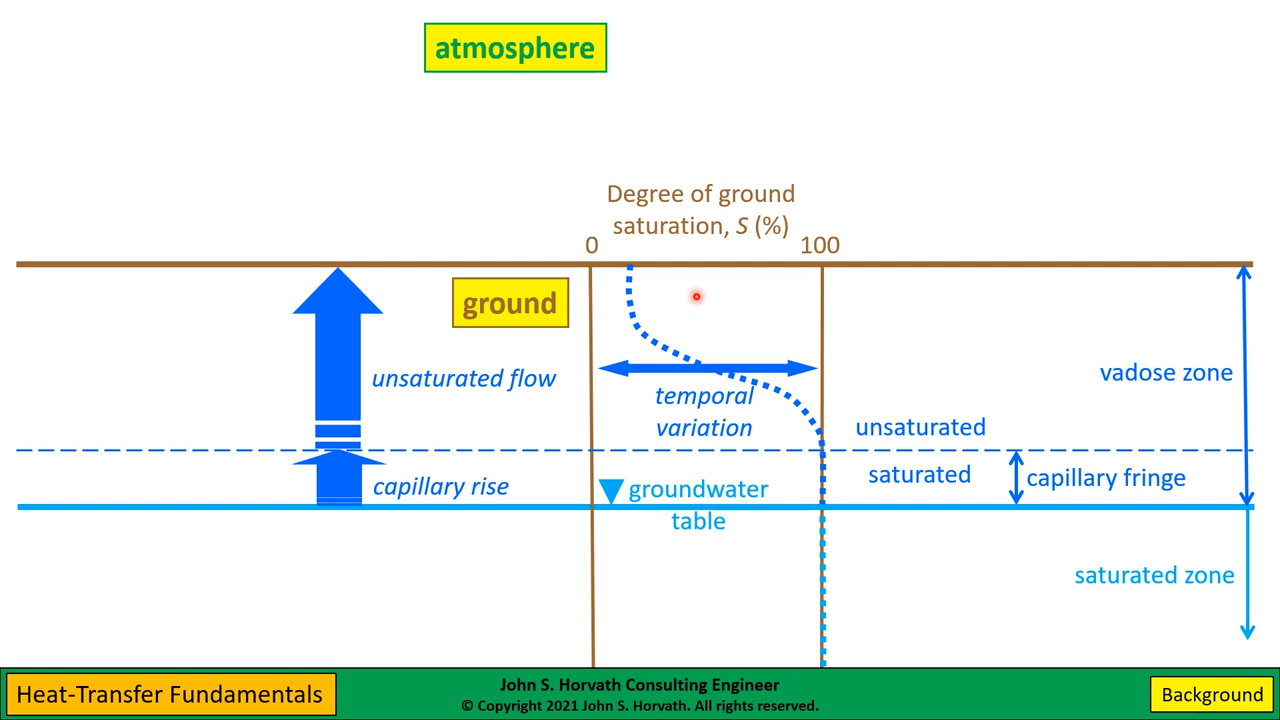 atmosphere
Degree of ground
saturation, S (%)
0
100
ground
unsaturated flow
temporal
variation
vadose zone
unsaturated
saturated
capillary fringe
capillary rise
groundwater
table
saturated zone
Heat-Transfer Fundamentals
John S. Horvath Consulting Engineer
© Copyright 2021 John S. Horvath. All rights reserved.
Background